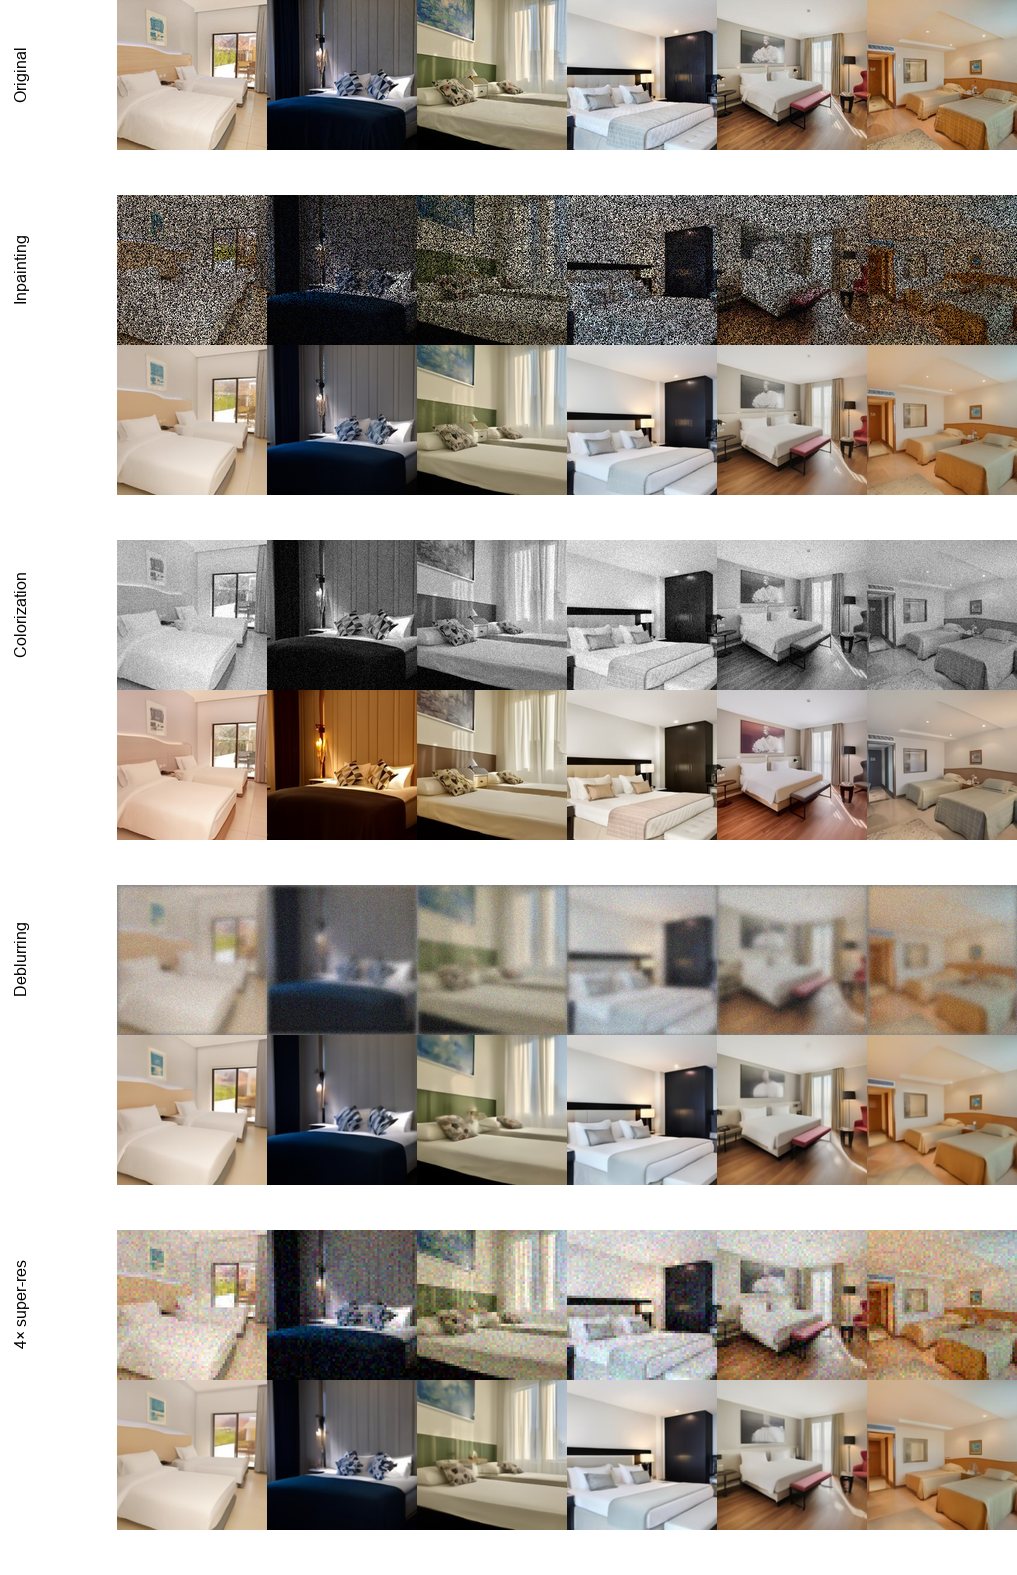 Original
Inpainting
Colorization
Deblurring
4× super-res